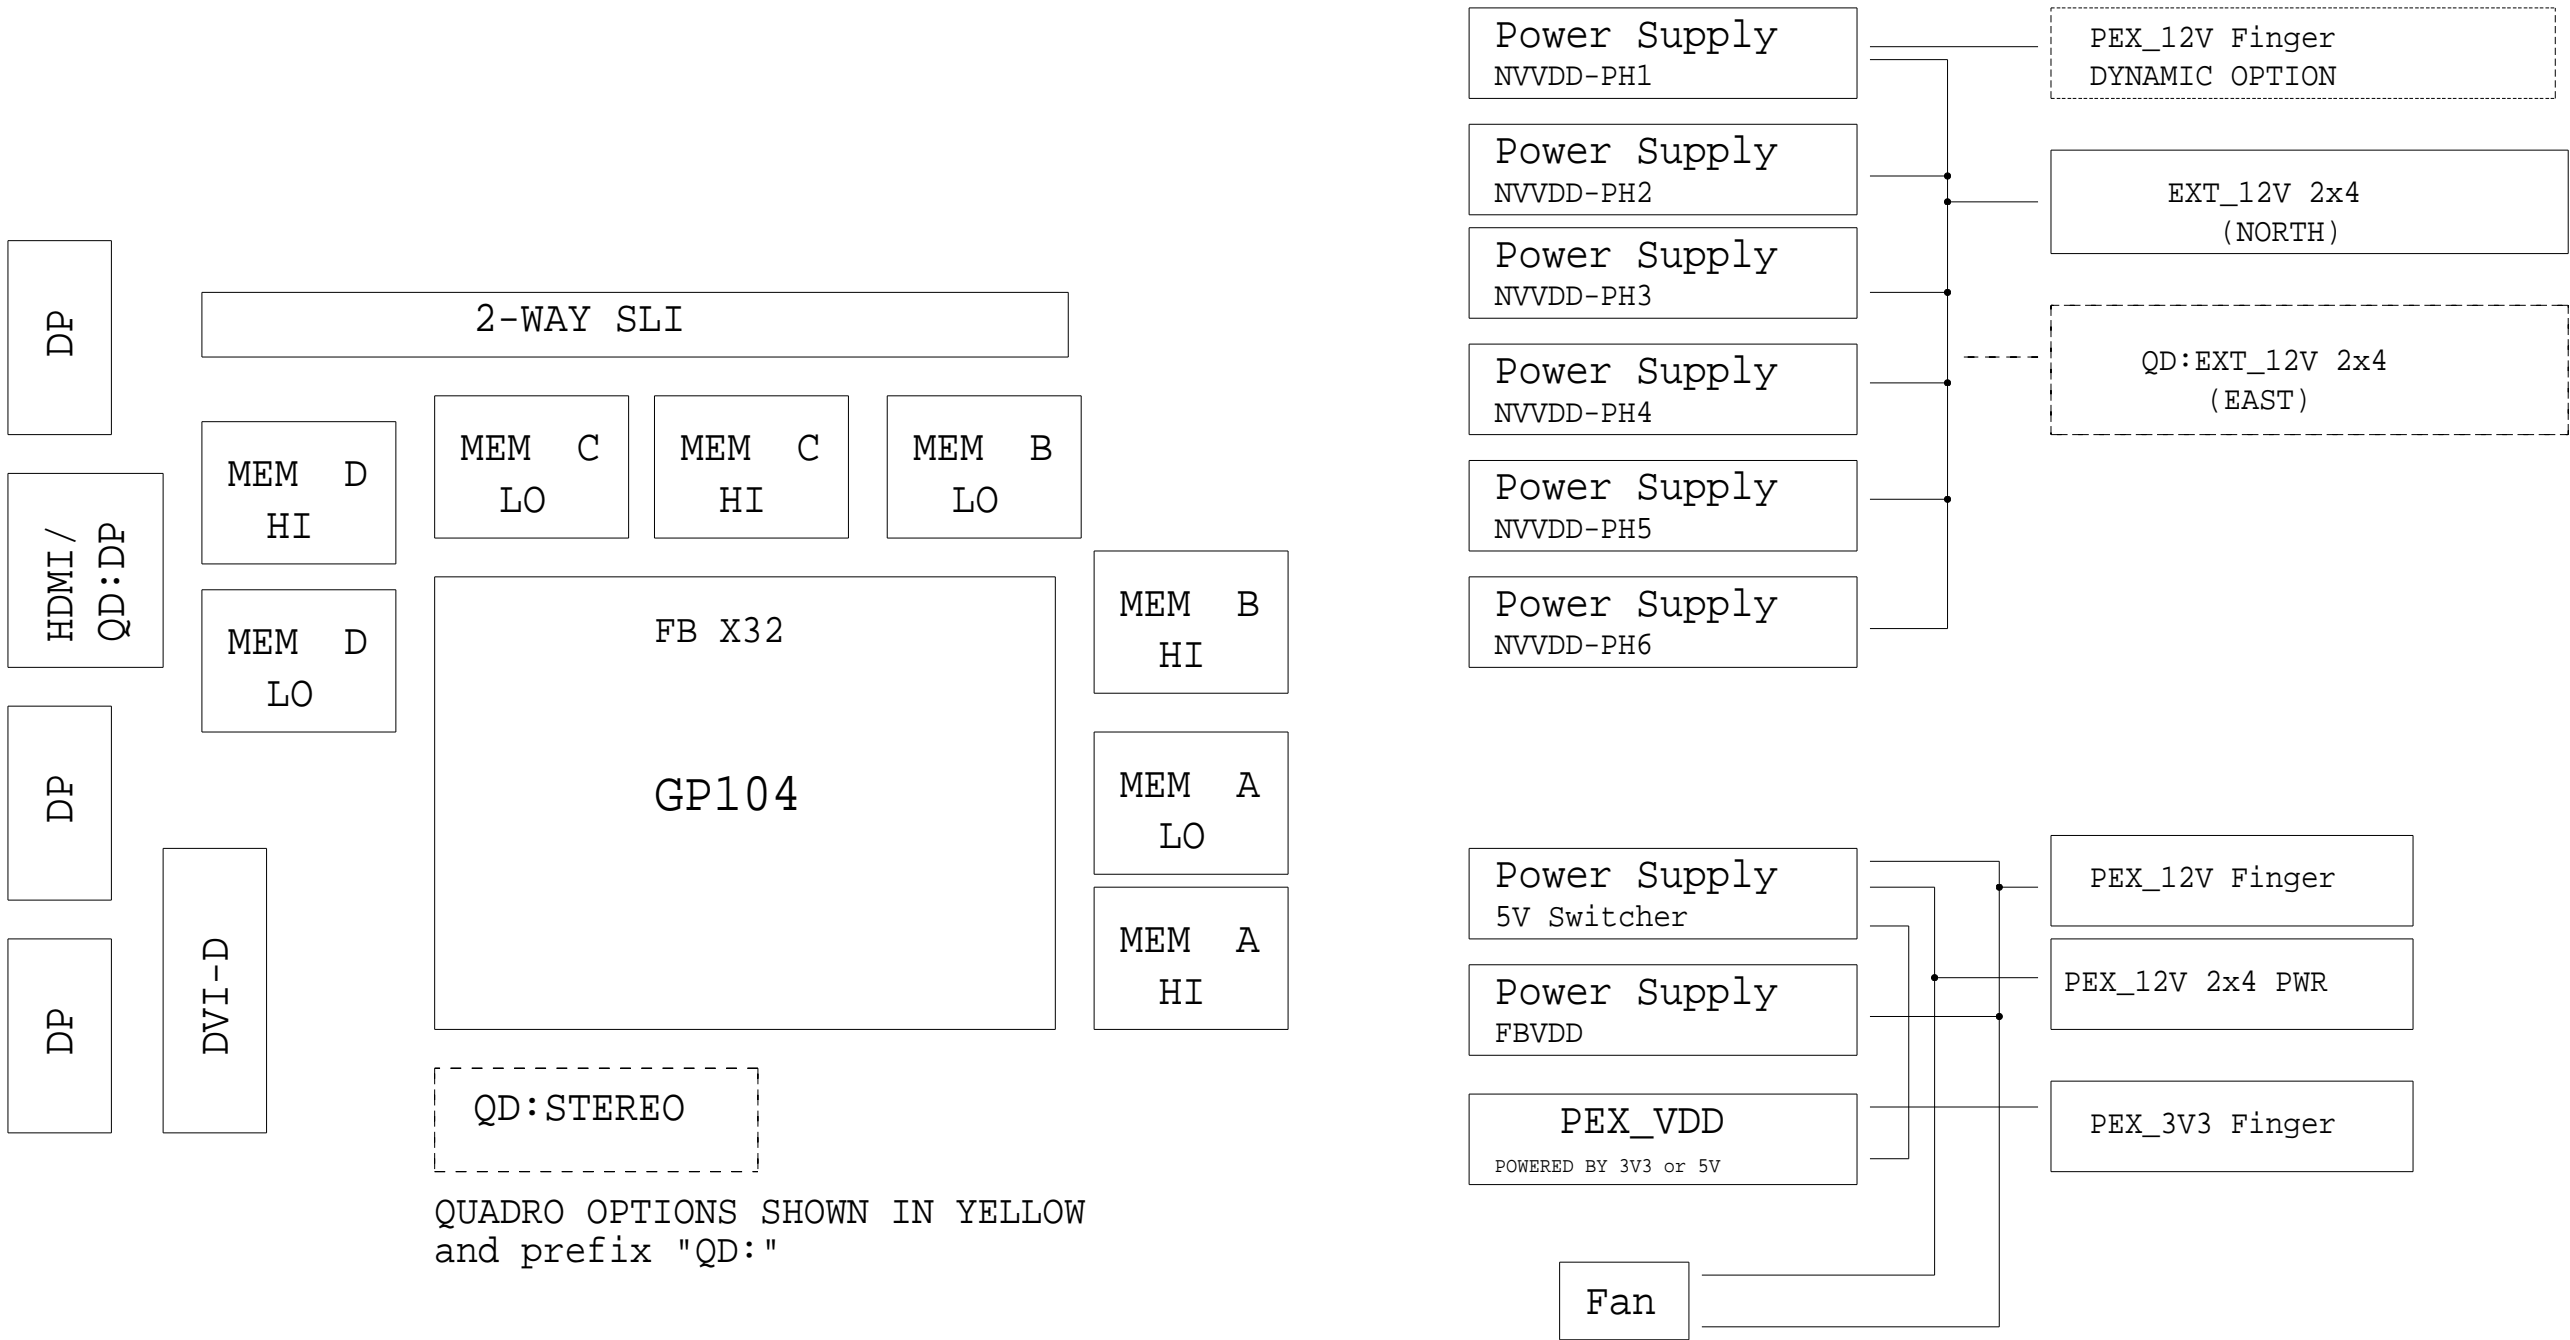 DP
HDMI/
QD:DP
DP
DP
DVI-D
2-WAY SLI
MEM D
HI
MEM D
LO
MEM C
LO
MEM C
HI
MEM B
LO
MEM B
HI
MEM A
LO
MEM A
HI
FB X32
GP104
QD:STEREO
QUADRO OPTIONS SHOWN IN YELLOW
and prefix "QD:"
Power Supply
NVVDD-PH1
Power Supply
NVVDD-PH2
Power Supply
NVVDD-PH3
Power Supply
NVVDD-PH4
Power Supply
NVVDD-PH5
Power Supply
NVVDD-PH6
PEX_12V Finger
DYNAMIC OPTION
EXT_12V 2x4
(NORTH)
QD:EXT_12V 2x4
(EAST)
Power Supply
5V Switcher
Power Supply
FBVDD
PEX_VDD
POWERED BY 3V3 or 5V
Fan
PEX_12V Finger
PEX_12V 2x4 PWR
PEX_3V3 Finger